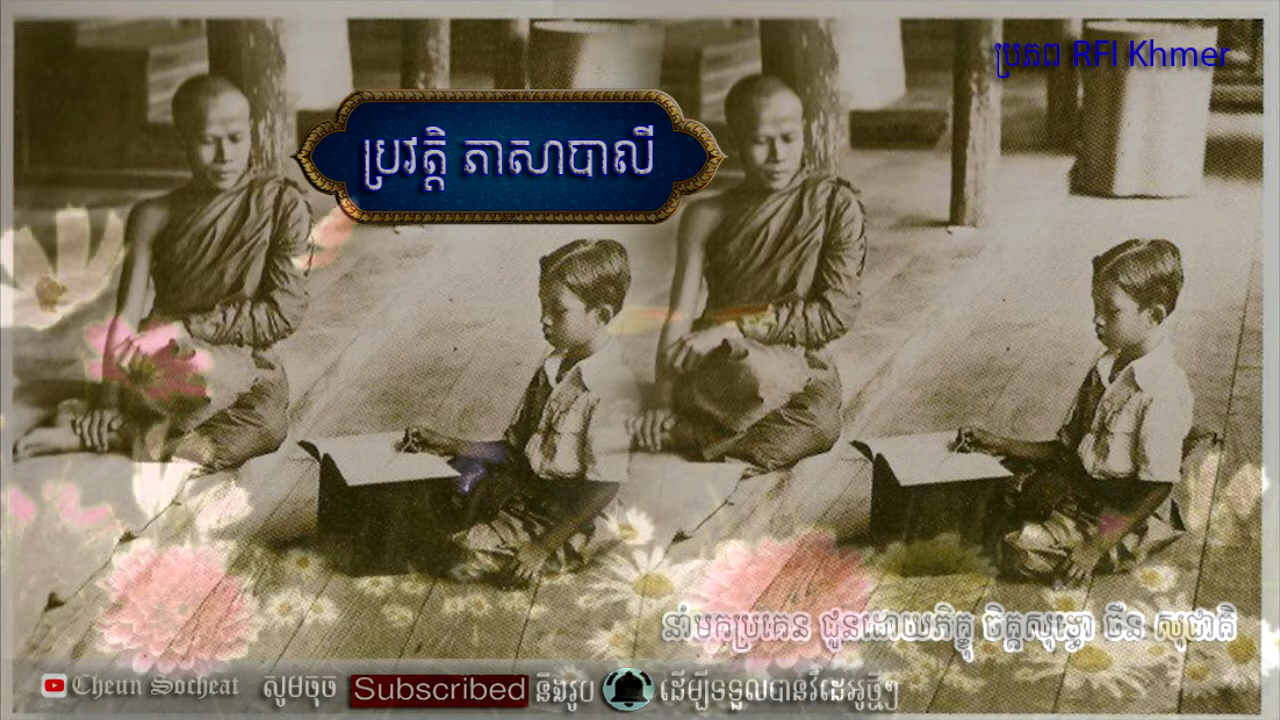 ប្រភព RFI Khmer
ប្រវត្តិ ភាសាបាលី
នាំមកប្រគេន ជូនដោយភិក្ខុ ចិត្តសុភោ ចឺន សុជាតិ
Cheun Socheat សូមចុច Subscribed និងរូប ដើម្បីទទួលបានវីដេអូថ្មីៗ